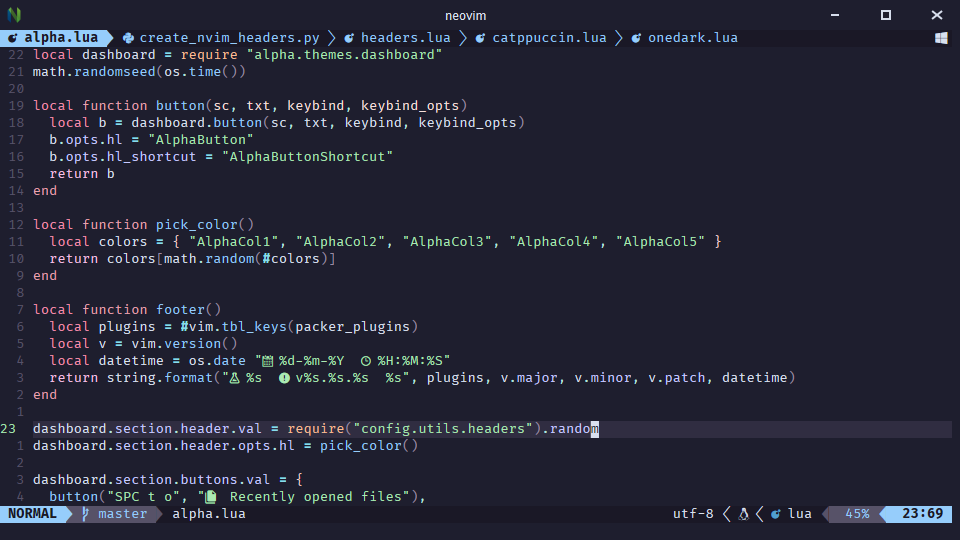 neovim
alpha.lua create_nvim_headers.py headers.lua catppuccin.lua onedark.lua
22 local dashboard = require "alpha.themes.dashboard"
21 math.randomseed(os.time())
20
19 local function button(sc, txt, keybind, keybind_opts)
18   local b = dashboard.button(sc, txt, keybind, keybind_opts)
17   b.opts.hl = "AlphaButton"
16   b.opts.hl_shortcut = "AlphaButtonShortcut"
15   return b
14 end
13
12 local function pick_color()
11   local colors = { "AlphaCol1", "AlphaCol2", "AlphaCol3", "AlphaCol4", "AlphaCol5" }
10   return colors[math.random(#colors)]
9 end
8
7 local function footer()
6   local plugins = #vim.tbl_keys(packer_plugins)
5   local v = vim.version()
4   local datetime = os.date " %d-%m-%Y   %H:%M:%S"
3   return string.format(" %s   v%s.%s.%s  %s", plugins, v.major, v.minor, v.patch, datetime)
2 end
1
23 dashboard.section.header.val = require("config.utils.headers").random
1 dashboard.section.header.opts.hl = pick_color()
2
3 dashboard.section.buttons.val = {
4   button("SPC t o", "  Recently opened files"),
NORMAL master alpha.lua utf-8 lua 45% 23:69